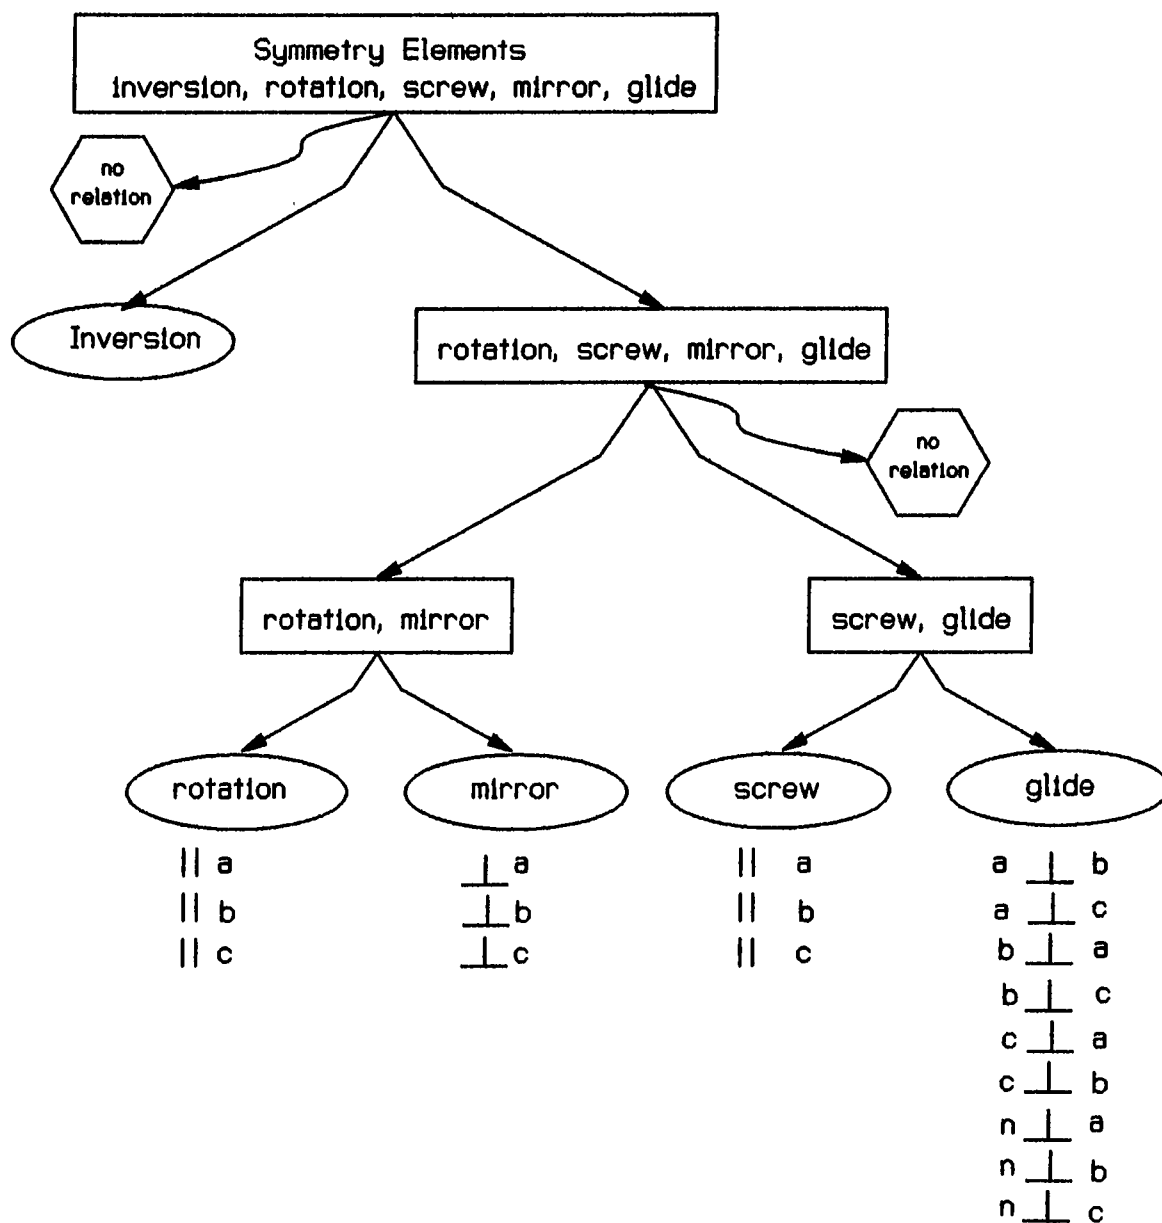 Symmetry Elements
inversion, rotation, screw, mirror, glide
no
relation
Inversion
rotation, screw, mirror, glide
no
relation
rotation, mirror
screw, glide
rotation
mirror
screw
glide
|| a
|| b
|| c
⊥ a
⊥ b
⊥ c
|| a
|| b
|| c
a ⊥ b
a ⊥ c
b ⊥ a
b ⊥ c
c ⊥ a
c ⊥ b
n ⊥ a
n ⊥ b
n ⊥ c